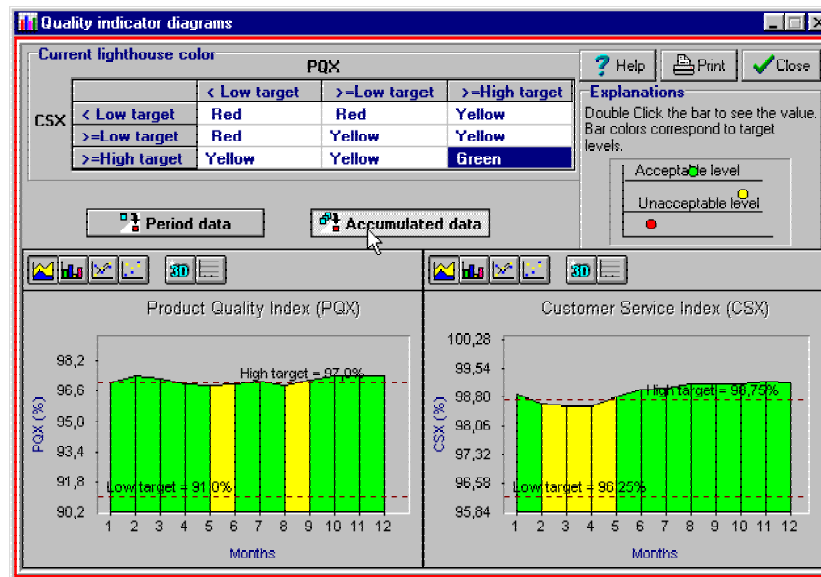 Quality indicator diagrams
Current lighthouse color
PQX
< Low target >=Low target >=High target
CSX
< Low target Red Red Yellow
>=Low target Red Yellow Yellow
>=High target Yellow Yellow Green
Help Print Close
Explanations
Double Click the bar to see the value.
Bar colors correspond to target
levels.
Acceptable level
Unacceptable level
Period data Accumulated data
3D
Product Quality Index (PQX)
High target = 97,0%
Low target = 91,0%
PQX (%)
98,2
96,6
95,0
93,4
91,8
90,2
1 2 3 4 5 6 7 8 9 10 11 12
Months
3D
Customer Service Index (CSX)
High target = 98,75%
Low target = 96,25%
CSX (%)
100,28
99,54
98,80
98,06
97,32
96,58
95,84
1 2 3 4 5 6 7 8 9 10 11 12
Months